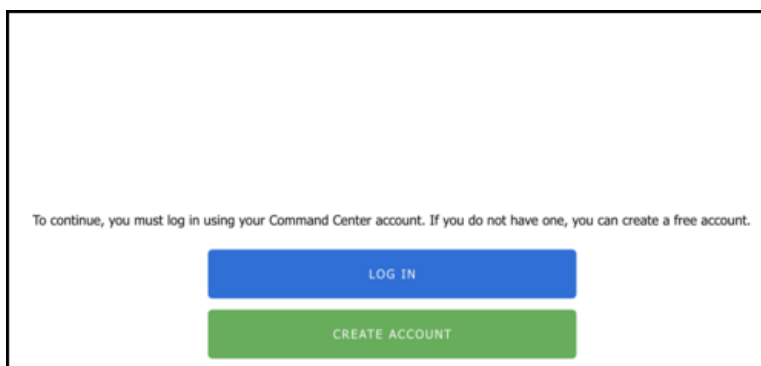 To continue, you must log in using your Command Center account. If you do not have one, you can create a free account.
LOG IN
CREATE ACCOUNT